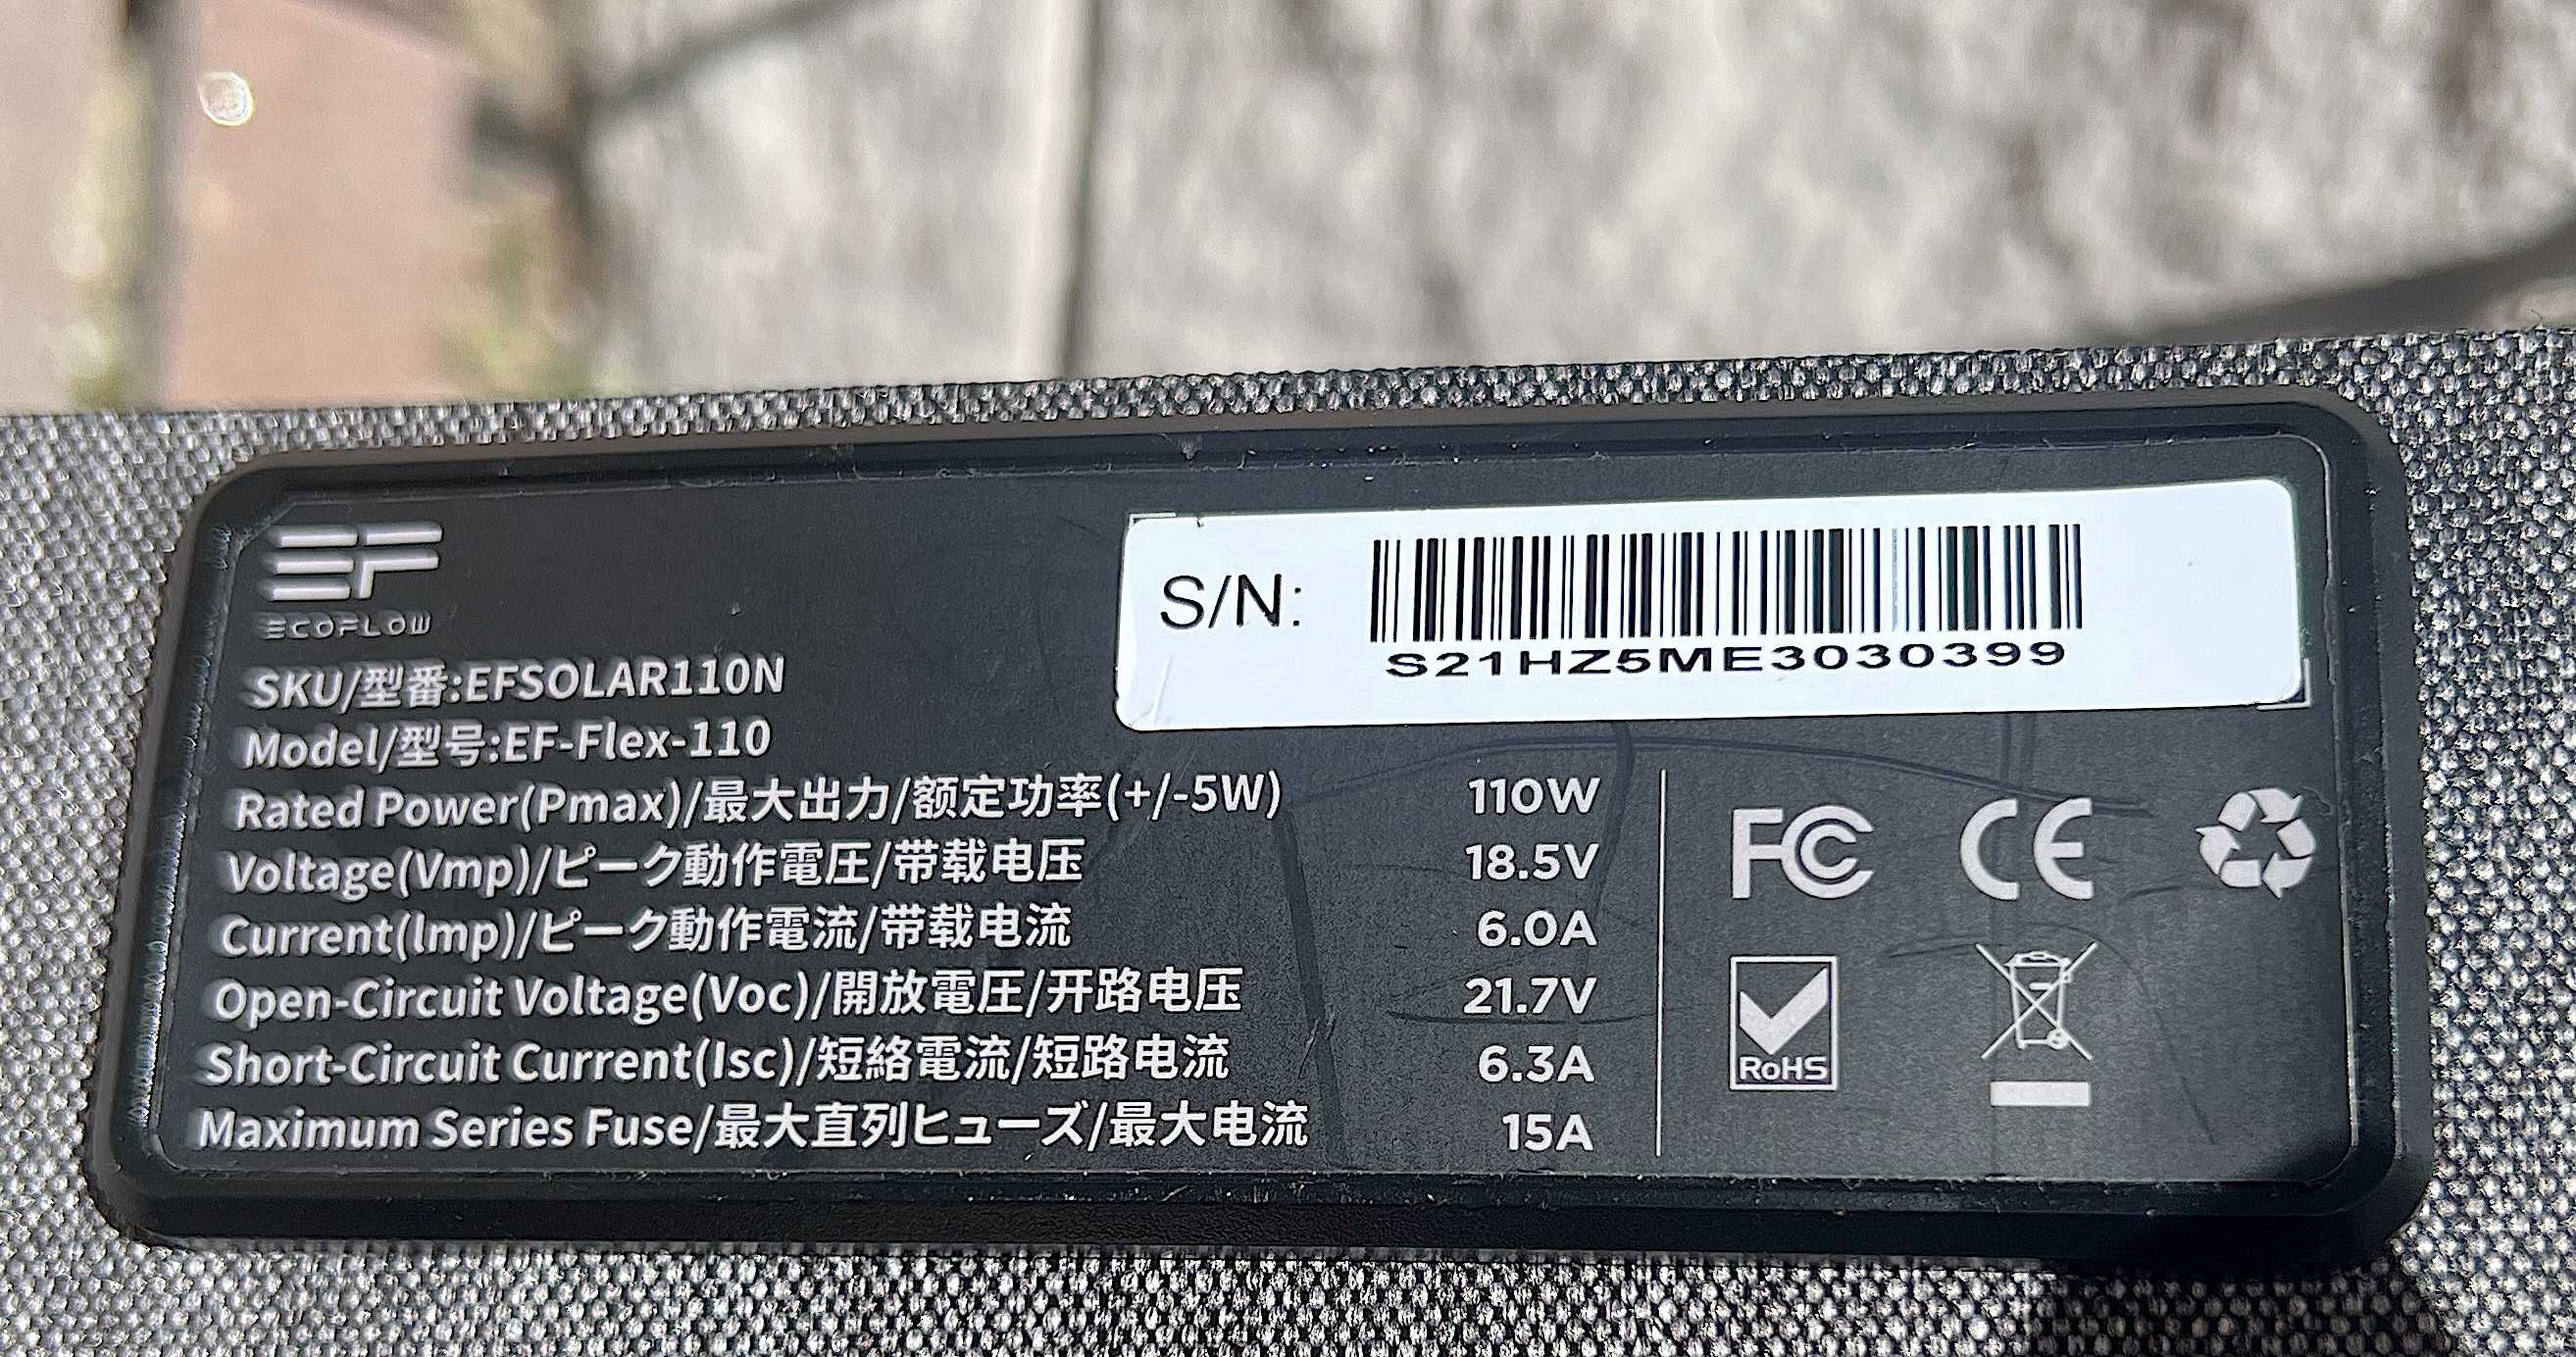 EF
ECOFLOW
S/N:
S21HZ5ME3030399
SKU/型番:EFSOLAR110N
Model/型号:EF-Flex-110
Rated Power(Pmax)/最大出力/额定功率(+/-5W) 110W
Voltage(Vmp)/ピーク動作電圧/带载电压 18.5V
Current(Imp)/ピーク動作電流/带载电流 6.0A
Open-Circuit Voltage(Voc)/開放電圧/开路电压 21.7V
Short-Circuit Current(Isc)/短絡電流/短路电流 6.3A
Maximum Series Fuse/最大直列ヒューズ/最大电流 15A
FC CE
RoHS